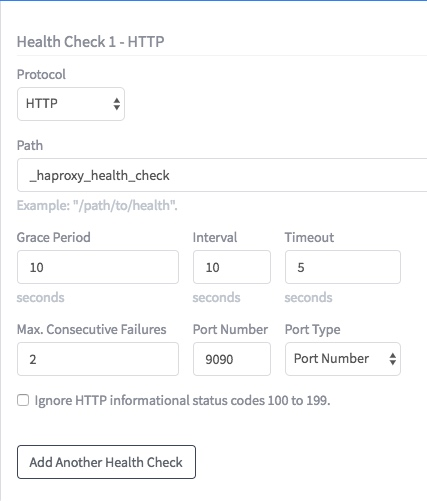 Health Check 1 - HTTP
Protocol
HTTP
Path
_haproxy_health_check
Example: "/path/to/health".
Grace Period Interval Timeout
10 10 5
seconds seconds seconds
Max. Consecutive Failures Port Number Port Type
2 9090 Port Number
Ignore HTTP informational status codes 100 to 199.
Add Another Health Check